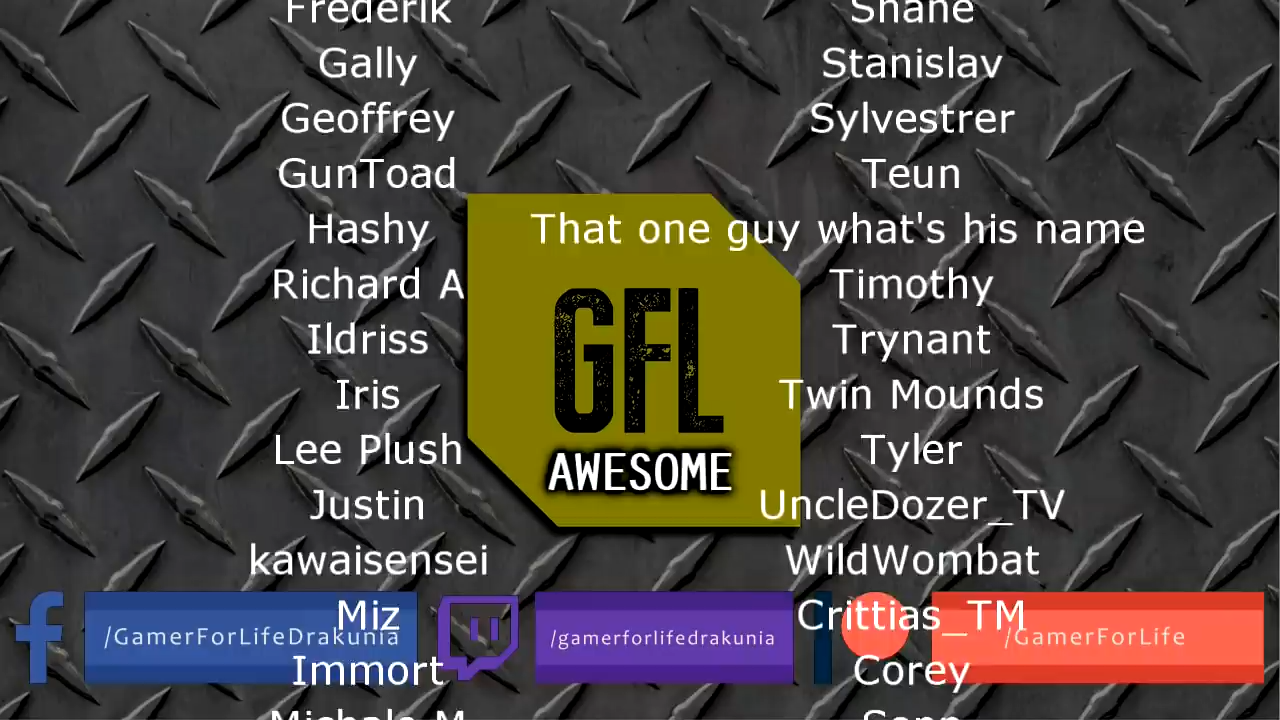 Frederik
Gally
Geoffrey
GunToad
Hashy
Richard A
Ildriss
Iris
Lee Plush
Justin
kawaisensei
Miz
Immort
Michale M
Shane
Stanislav
Sylvestrer
Teun
That one guy what's his name
Timothy
Trynant
Twin Mounds
Tyler
UncleDozer_TV
WildWombat
Crittias_TM
Corey
GFL
AWESOME
/GamerForLifeDrakunia
/gamerforlifedrakunia
/GamerForLife